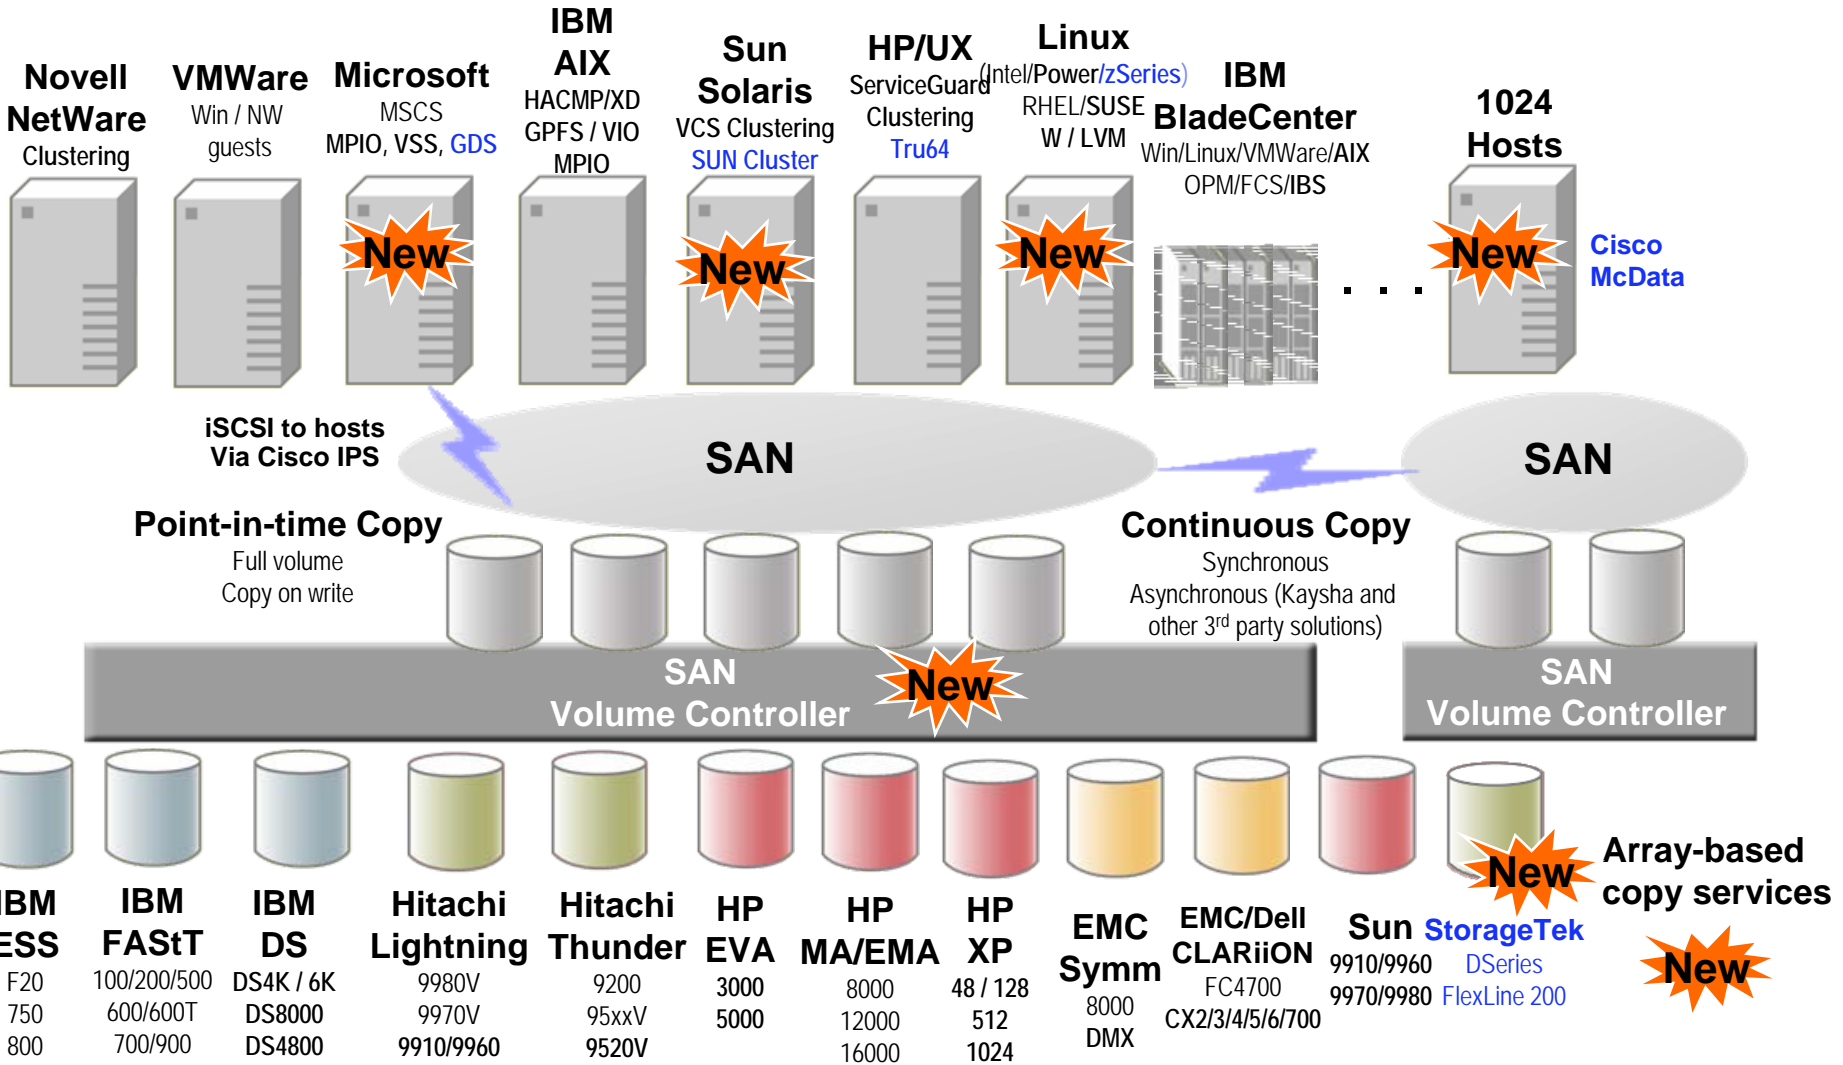 Novell
NetWare
Clustering
VMWare
Win / NW
guests
Microsoft
MSCS
MPIO, VSS, GDS
IBM
AIX
HACMP/XD
GPFS / VIO
MPIO
Sun
Solaris
VCS Clustering
SUN Cluster
HP/UX
ServiceGuard
Clustering
Tru64
Linux
(Intel/Power/zSeries)
RHEL/SUSE
W / LVM
IBM
BladeCenter
Win/Linux/VMWare/AIX
OPM/FCS/IBS
1024
Hosts
New
New
New
New
Cisco
McData
. . .
iSCSI to hosts
Via Cisco IPS
SAN
SAN
Point-in-time Copy
Full volume
Copy on write
Continuous Copy
Synchronous
Asynchronous (Kaysha and
other 3rd party solutions)
SAN
Volume Controller
New
SAN
Volume Controller
IBM
ESS
F20
750
800
IBM
FAStT
100/200/500
600/600T
700/900
IBM
DS
DS4K / 6K
DS8000
DS4800
Hitachi
Lightning
9980V
9970V
9910/9960
Hitachi
Thunder
9200
95xxV
9520V
HP
EVA
3000
5000
HP
MA/EMA
8000
12000
16000
HP
XP
48 / 128
512
1024
EMC
Symm
8000
DMX
EMC/Dell
CLARiiON
FC4700
CX2/3/4/5/6/700
Sun
9910/9960
9970/9980
New
StorageTek
DSeries
FlexLine 200
Array-based
copy services
New